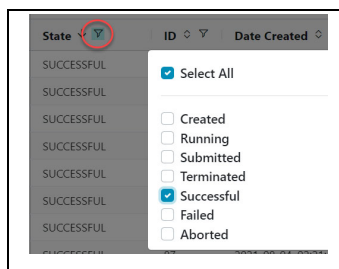 State ID Date Created
SUCCESSFUL
Select All
SUCCESSFUL
SUCCESSFUL
Created
SUCCESSFUL
Running
Submitted
SUCCESSFUL
Terminated
SUCCESSFUL
Successful
Failed
SUCCESSFUL
Aborted
SUCCESSFUL